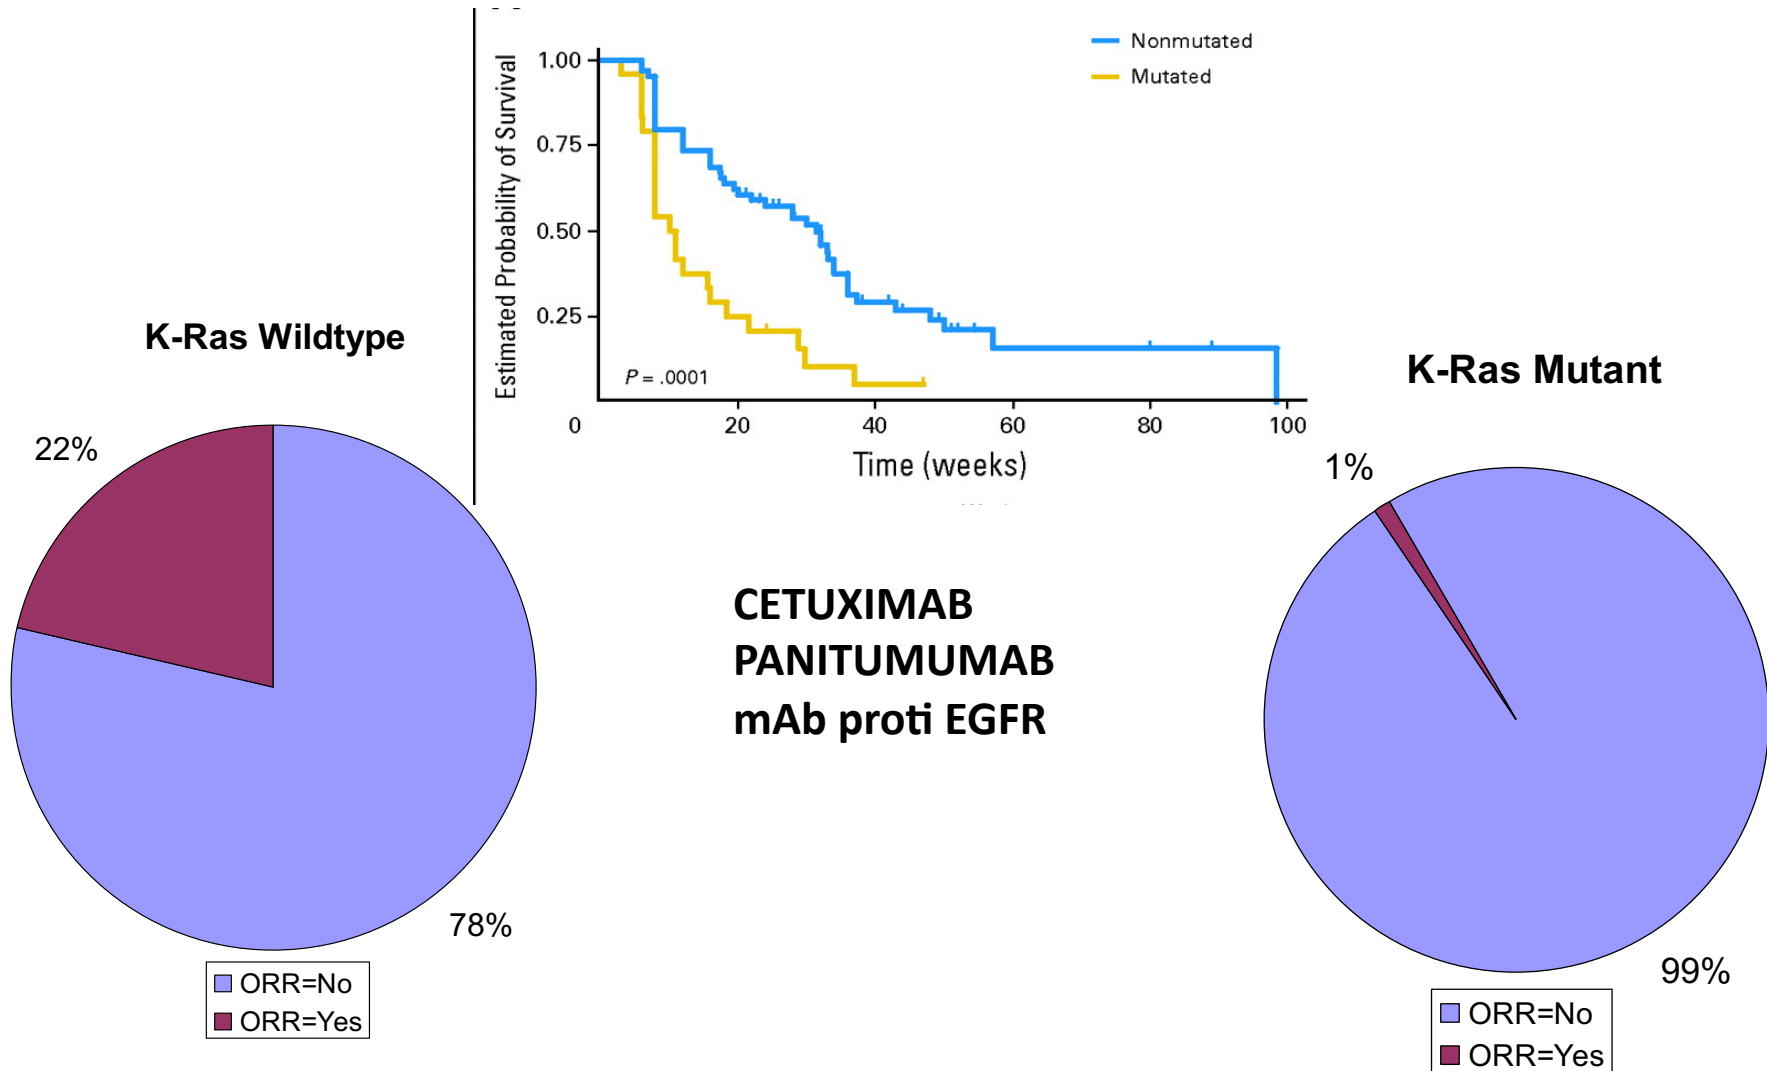 Nonmutated
Mutated
Estimated Probability of Survival
1.00
0.75
0.50
0.25
P = .0001
0 20 40 60 80 100
Time (weeks)
K-Ras Wildtype
22%
78%
ORR=No
ORR=Yes
CETUXIMAB
PANITUMUMAB
mAb proti EGFR
K-Ras Mutant
1%
99%
ORR=No
ORR=Yes